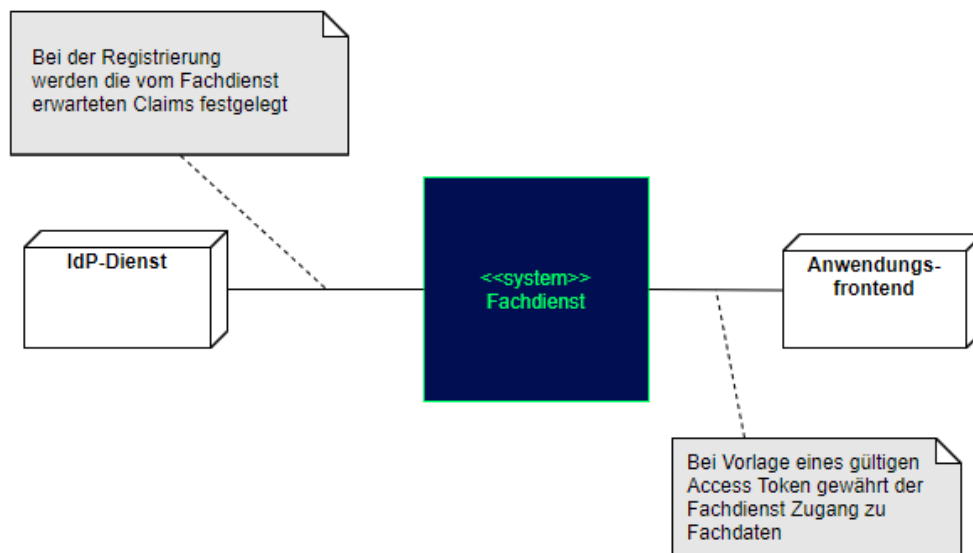 Bei der Registrierung
werden die vom Fachdienst
erwarteten Claims festgelegt
IdP-Dienst
<<system>>
Fachdienst
Anwendungs-
frontend
Bei Vorlage eines gültigen
Access Token gewährt der
Fachdienst Zugang zu
Fachdaten